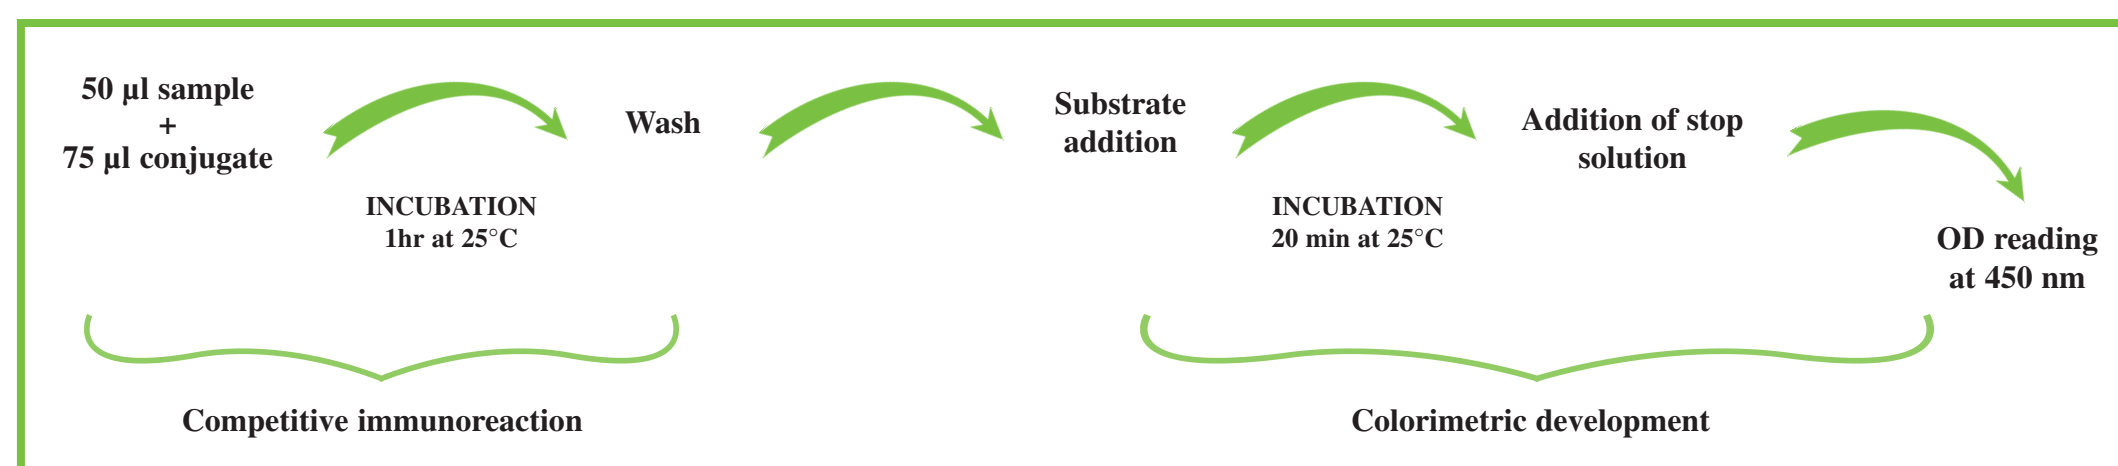 50 µl sample
+
75 µl conjugate
INCUBATION
1hr at 25°C
Wash
Substrate
addition
INCUBATION
20 min at 25°C
Addition of stop
solution
OD reading
at 450 nm
Competitive immunoreaction
Colorimetric development